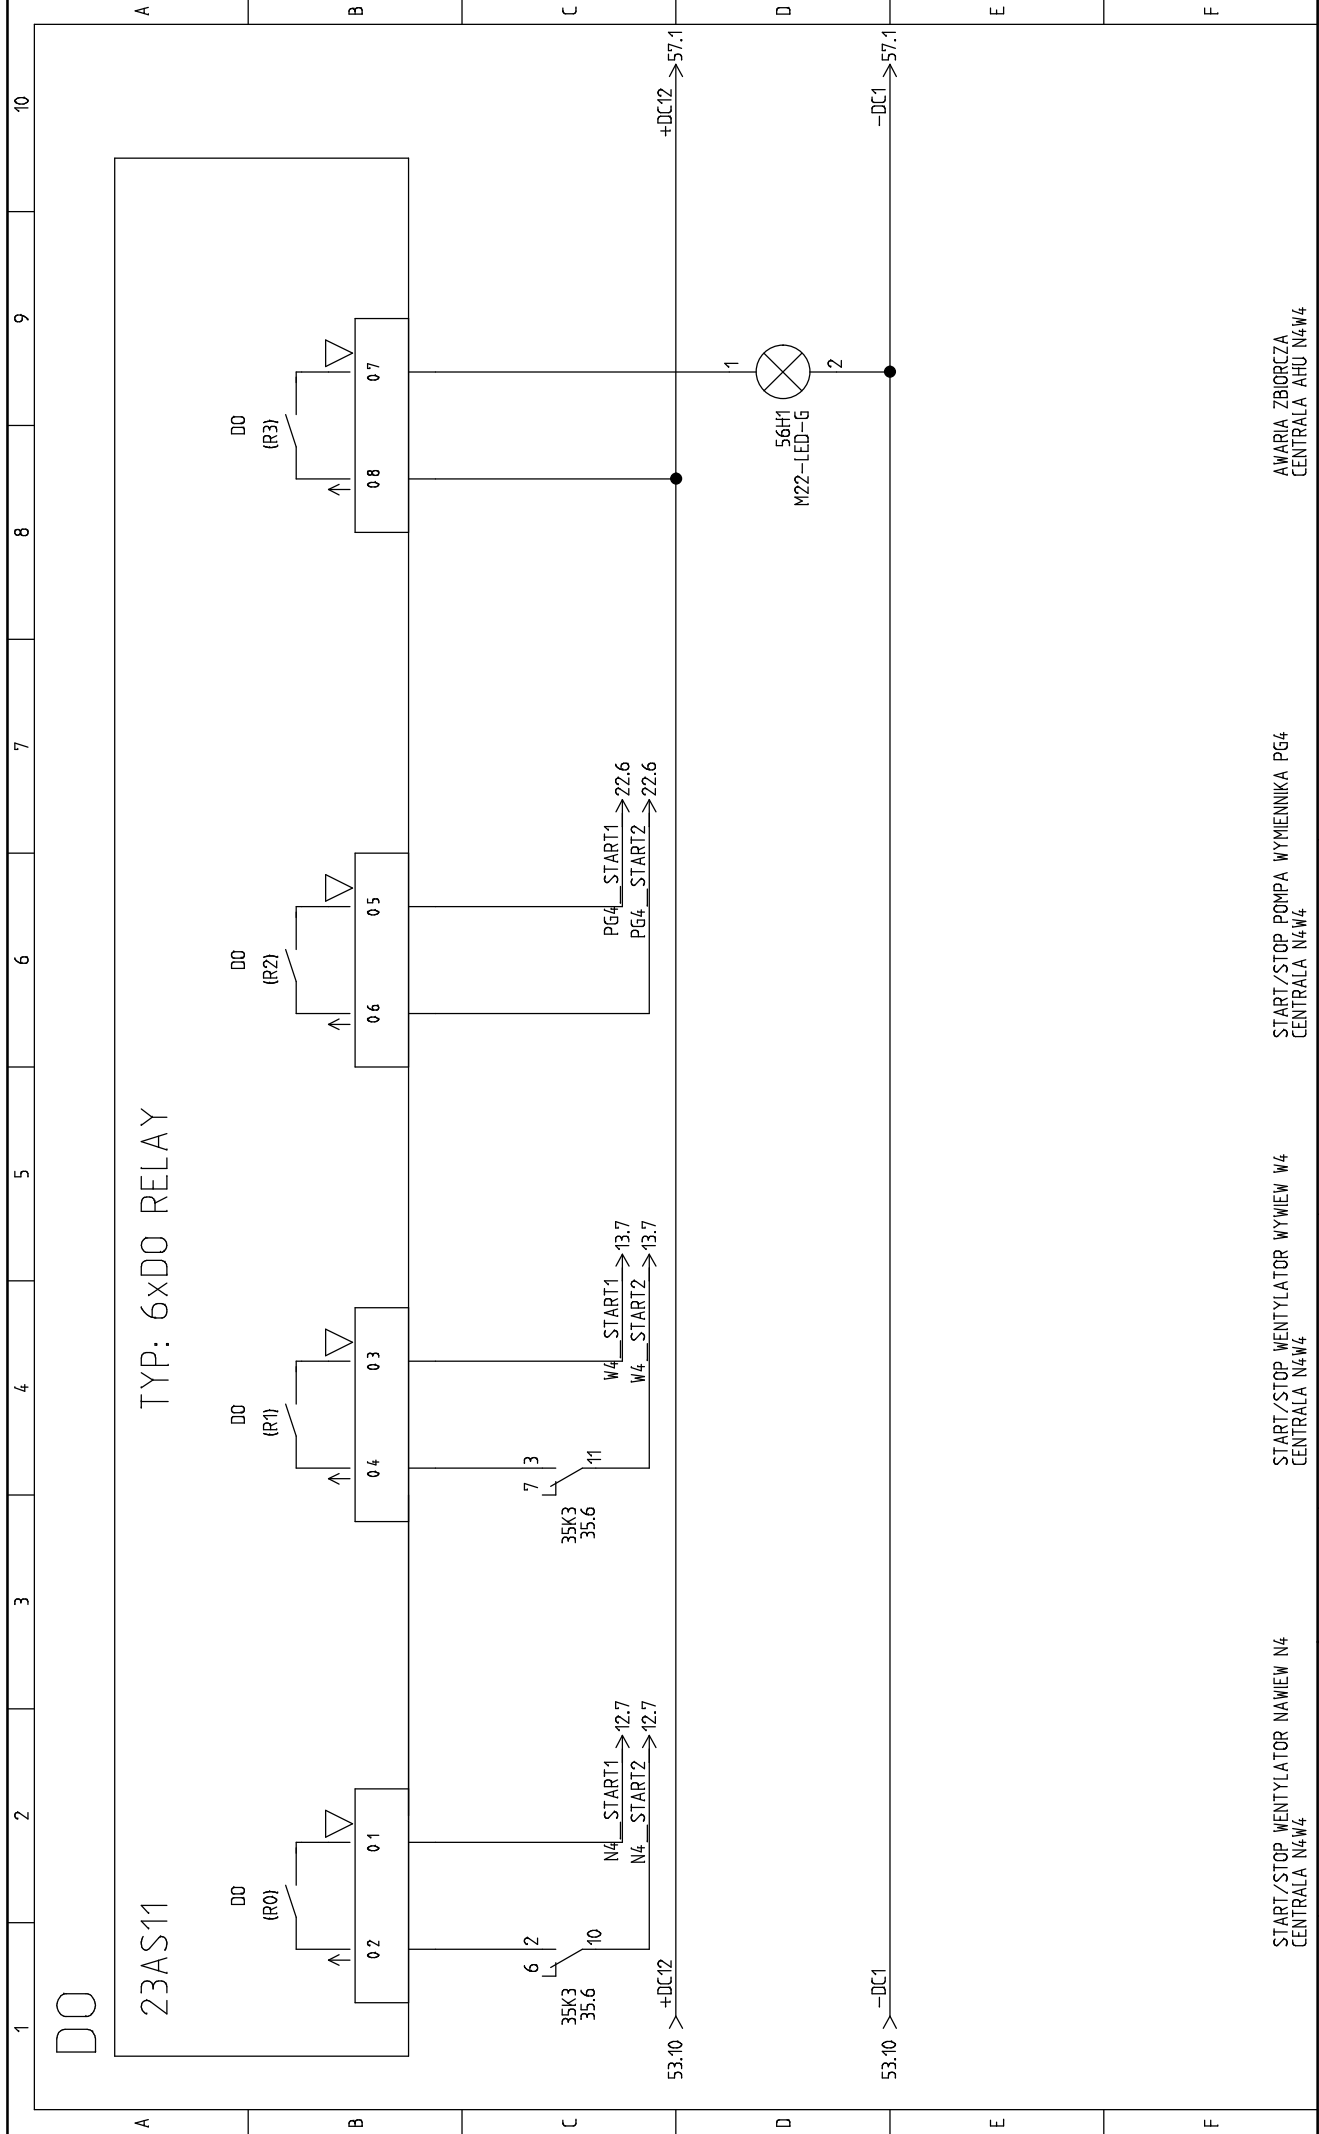 1 2 3 4 5 6 7 8 9 10
A
B
C
D
E
F
A
B
C
D
E
F
DO
23AS11
TYP: 6xDO RELAY
DO
(R0)
02 01
6 2
10
35K3
35.6
N4_START1 12.7
N4_START2 12.7
DO
(R1)
04 03
7 3
11
35K3
35.6
W4_START1 13.7
W4_START2 13.7
DO
(R2)
06 05
PG4_START1 22.6
PG4_START2 22.6
DO
(R3)
08 07
53.10 +DC12 +DC12 57.1
1
56H1
M22-LED-G
2
53.10 -DC1 -DC1 57.1
START/STOP WENTYLATOR NAWIEW N4
CENTRALA N4W4
START/STOP WENTYLATOR WYWIEW W4
CENTRALA N4W4
START/STOP POMPA WYMIENNIKA PG4
CENTRALA N4W4
AWARIA ZBIORCZA
CENTRALA AHU N4W4